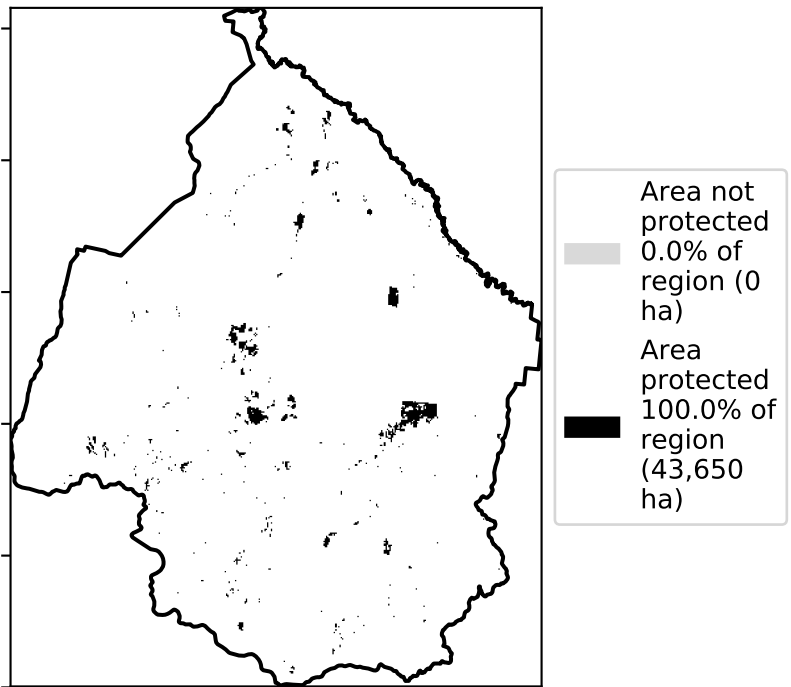 Area not
protected
0.0% of
region (0
ha)
Area
protected
100.0% of
region
(43,650
ha)